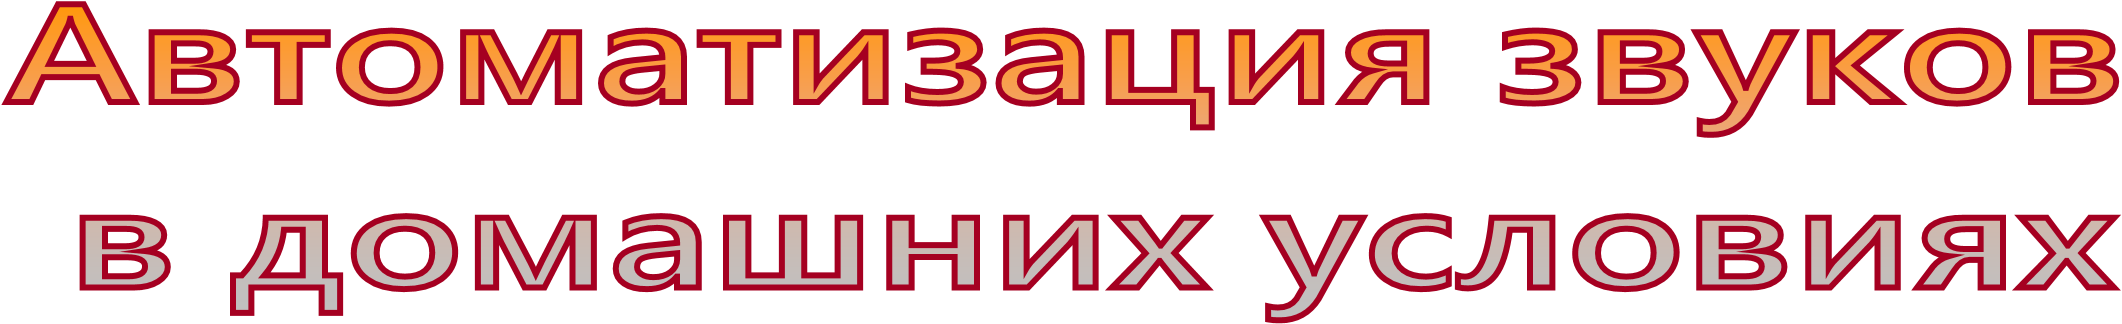 Автоматизация звуков
в домашних условиях